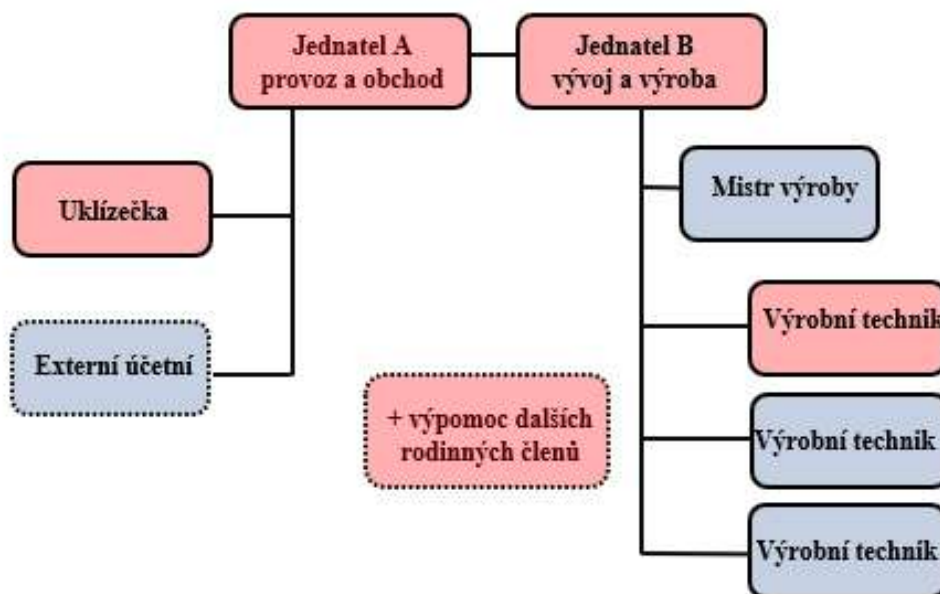 Jednatel A
provoz a obchod
Jednatel B
vývoj a výroba
Uklízečka
Mistr výroby
Externí účetní
Výrobní technik
+ výpomoc dalších
rodinných členů
Výrobní technik
Výrobní technik